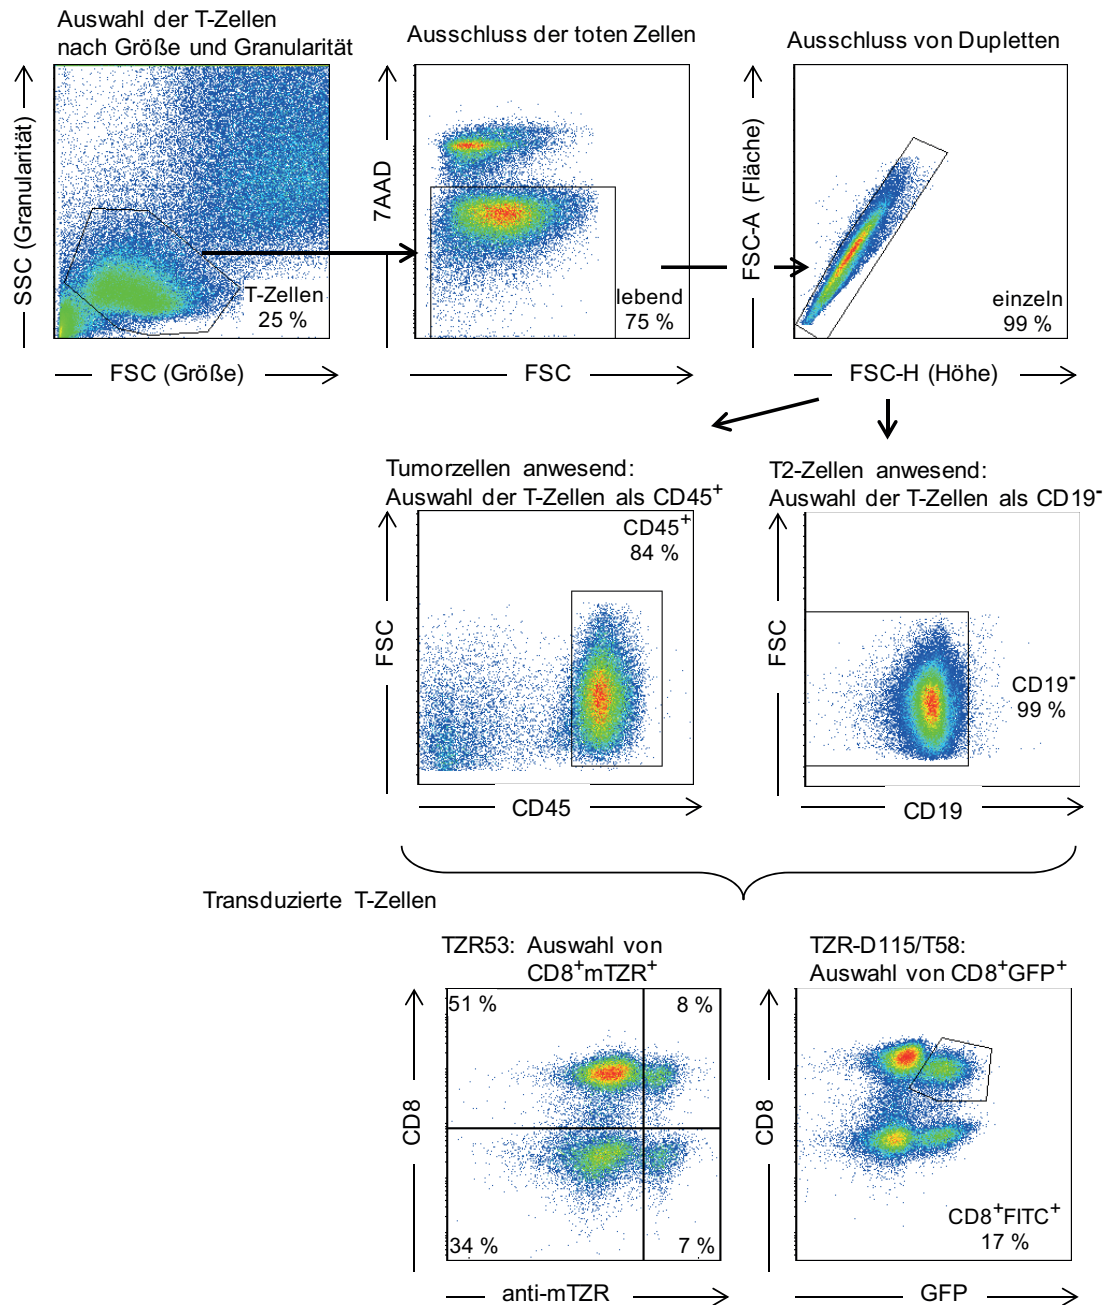 Auswahl der T-Zellen
nach Größe und Granularität
Ausschluss der toten Zellen
Ausschluss von Dupletten
SSC (Granularität)
T-Zellen
25 %
FSC (Größe)
7AAD
lebend
75 %
FSC
FSC-A (Fläche)
einzeln
99 %
FSC-H (Höhe)
Tumorzellen anwesend:
Auswahl der T-Zellen als CD45⁺
T2-Zellen anwesend:
Auswahl der T-Zellen als CD19⁻
FSC
CD45⁺
84 %
CD45
FSC
CD19⁻
99 %
CD19
Transduzierte T-Zellen
TZR53: Auswahl von
CD8⁺mTZR⁺
TZR-D115/T58:
Auswahl von CD8⁺GFP⁺
CD8
51 %
8 %
34 %
7 %
anti-mTZR
CD8
CD8⁺FITC⁺
17 %
GFP